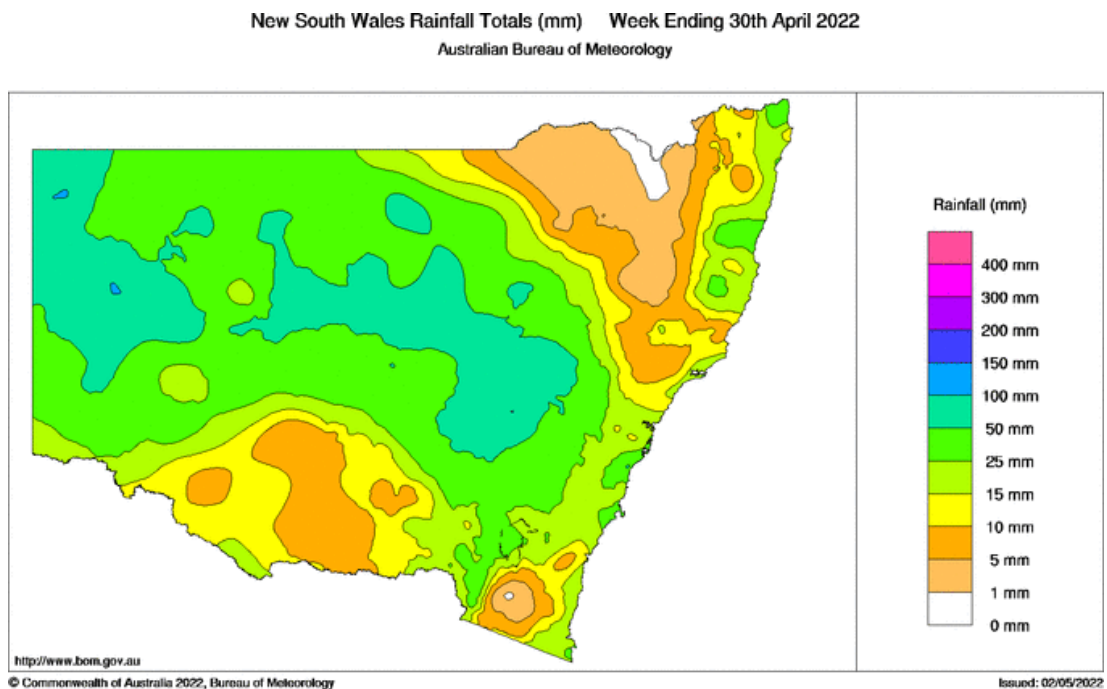 New South Wales Rainfall Totals (mm) Week Ending 30th April 2022
Australian Bureau of Meteorology
Rainfall (mm)
400 mm
300 mm
200 mm
150 mm
100 mm
50 mm
25 mm
15 mm
10 mm
5 mm
1 mm
0 mm
http://www.bom.gov.au
© Commonwealth of Australia 2022, Bureau of Meteorology
Issued: 02/05/2022